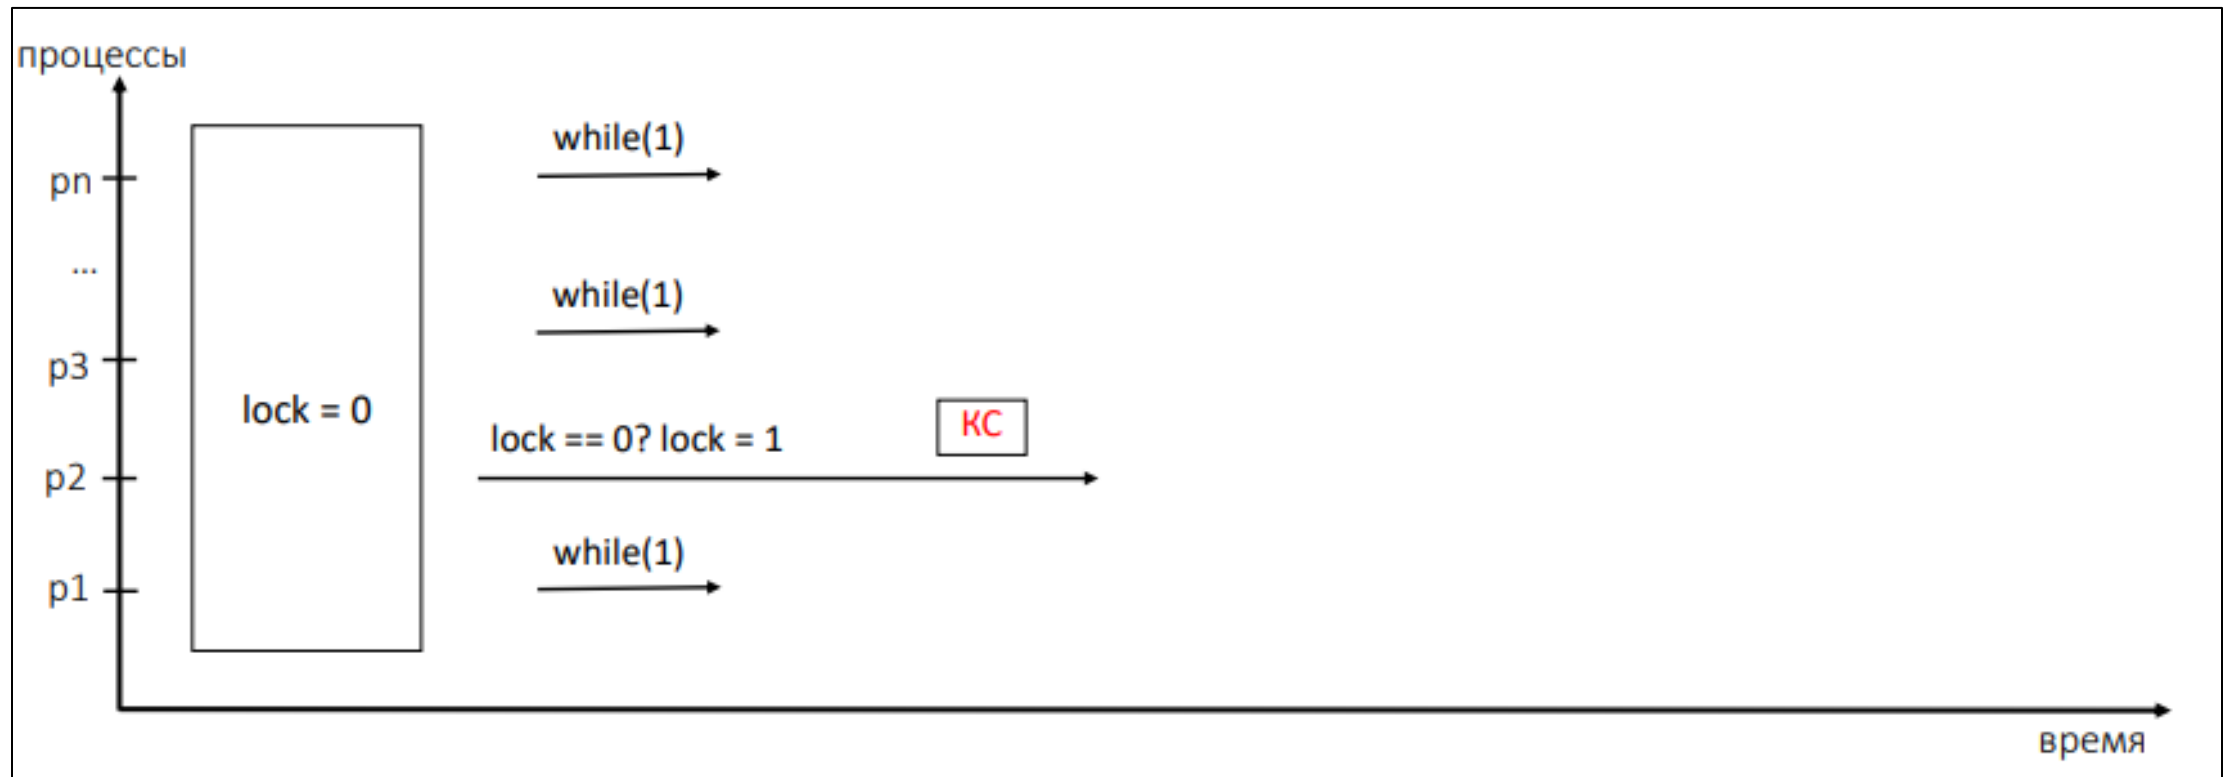 процессы
while(1)
pn
...
while(1)
p3
lock = 0
КС
lock == 0? lock = 1
p2
while(1)
p1
время